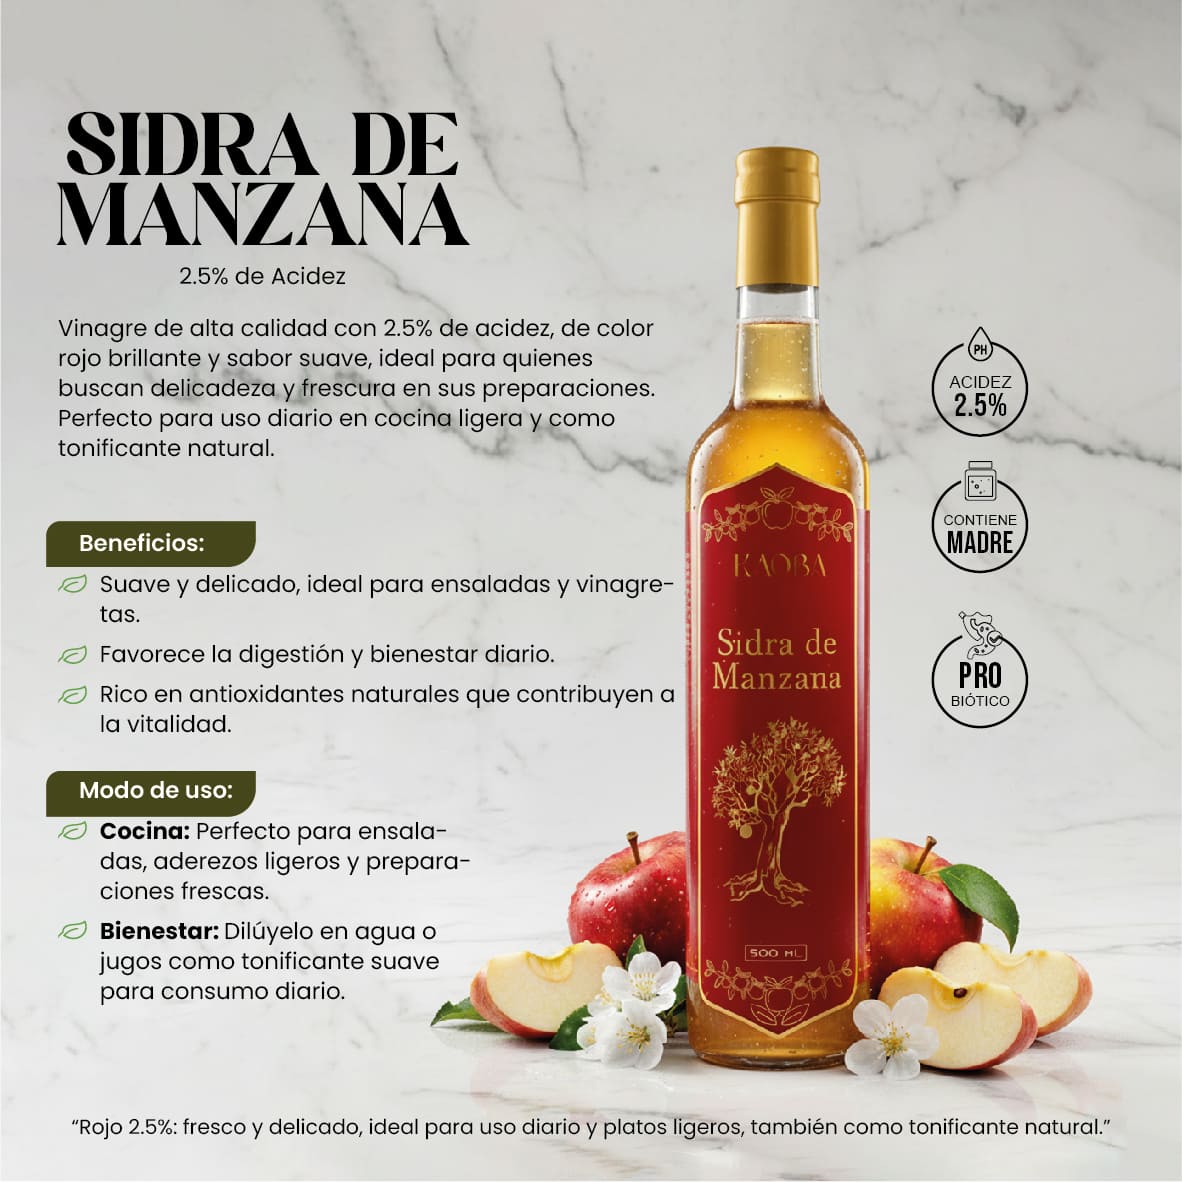 SIDRA DE
MANZANA
2.5% de Acidez
Vinagre de alta calidad con 2.5% de acidez, de color
rojo brillante y sabor suave, ideal para quienes
buscan delicadeza y frescura en sus preparaciones.
Perfecto para uso diario en cocina ligera y como
tonificante natural.
Beneficios:
Suave y delicado, ideal para ensaladas y vinagre-
tas.
Favorece la digestión y bienestar diario.
Rico en antioxidantes naturales que contribuyen a
la vitalidad.
Modo de uso:
Cocina: Perfecto para ensala-
das, aderezos ligeros y prepara-
ciones frescas.
Bienestar: Dilúyelo en agua o
jugos como tonificante suave
para consumo diario.
KAOBA
Sidra de
Manzana
500 ML
PH
ACIDEZ
2.5%
CONTIENE
MADRE
PRO
BIÓTICO
“Rojo 2.5%: fresco y delicado, ideal para uso diario y platos ligeros, también como tonificante natural.”